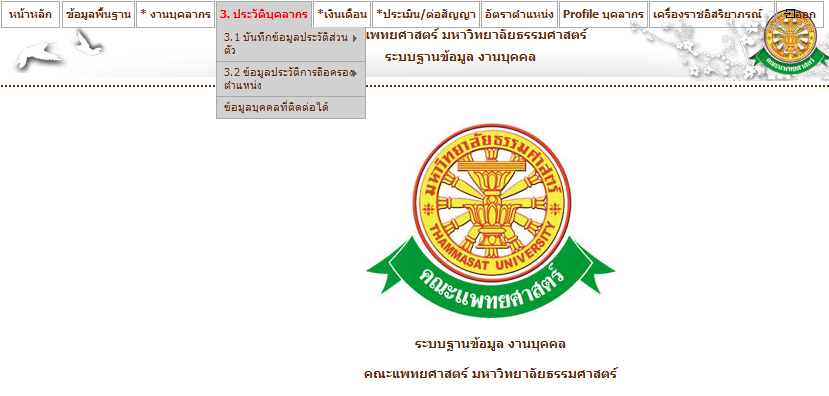 หน้าหลัก ข้อมูลพื้นฐาน * งานบุคลากร 3. ประวัติบุคลากร *เงินเดือน *ประเมิน/ต่อสัญญา อัตราตำแหน่ง Profile บุคลากร เครื่องราชอิสริยาภรณ์ ออก
แพทยศาสตร์ มหาวิทยาลัยธรรมศาสตร์
ระบบฐานข้อมูล งานบุคคล
3.1 บันทึกข้อมูลประวัติส่วน
ตัว
3.2 ข้อมูลประวัติการถือครอง
ตำแหน่ง
ข้อมูลบุคคลที่ติดต่อได้
คณะแพทยศาสตร์
มหาวิทยาลัยธรรมศาสตร์
THAMMASAT UNIVERSITY
คณะแพทยศาสตร์
ระบบฐานข้อมูล งานบุคคล
คณะแพทยศาสตร์ มหาวิทยาลัยธรรมศาสตร์